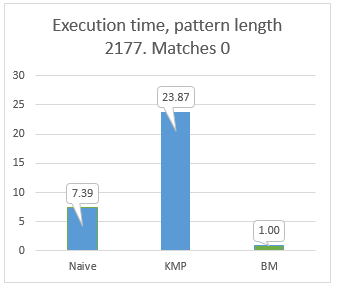 Execution time, pattern length
2177. Matches 0
30
25
20
15
10
5
0
23.87
7.39
1.00
Naive
KMP
BM